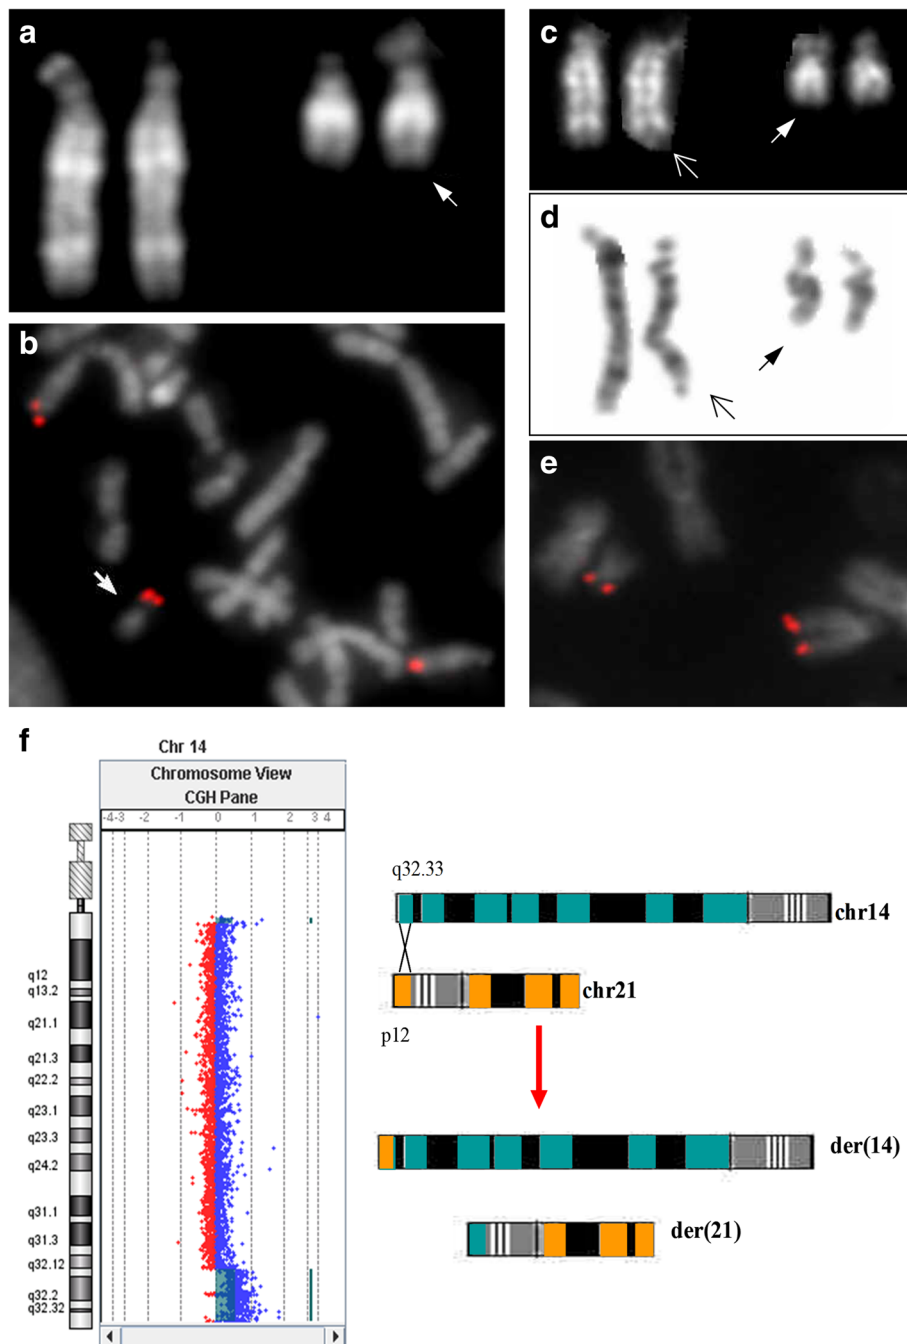 a
b
c
d
e
f
Chr 14
Chromosome View
CGH Pane
-4 -3 -2 -1 0 1 2 3 4
q12
q13.2
q21.1
q21.3
q22.2
q23.1
q23.3
q24.2
q31.1
q31.3
q32.12
q32.2
q32.32
q32.33
chr14
chr21
p12
der(14)
der(21)